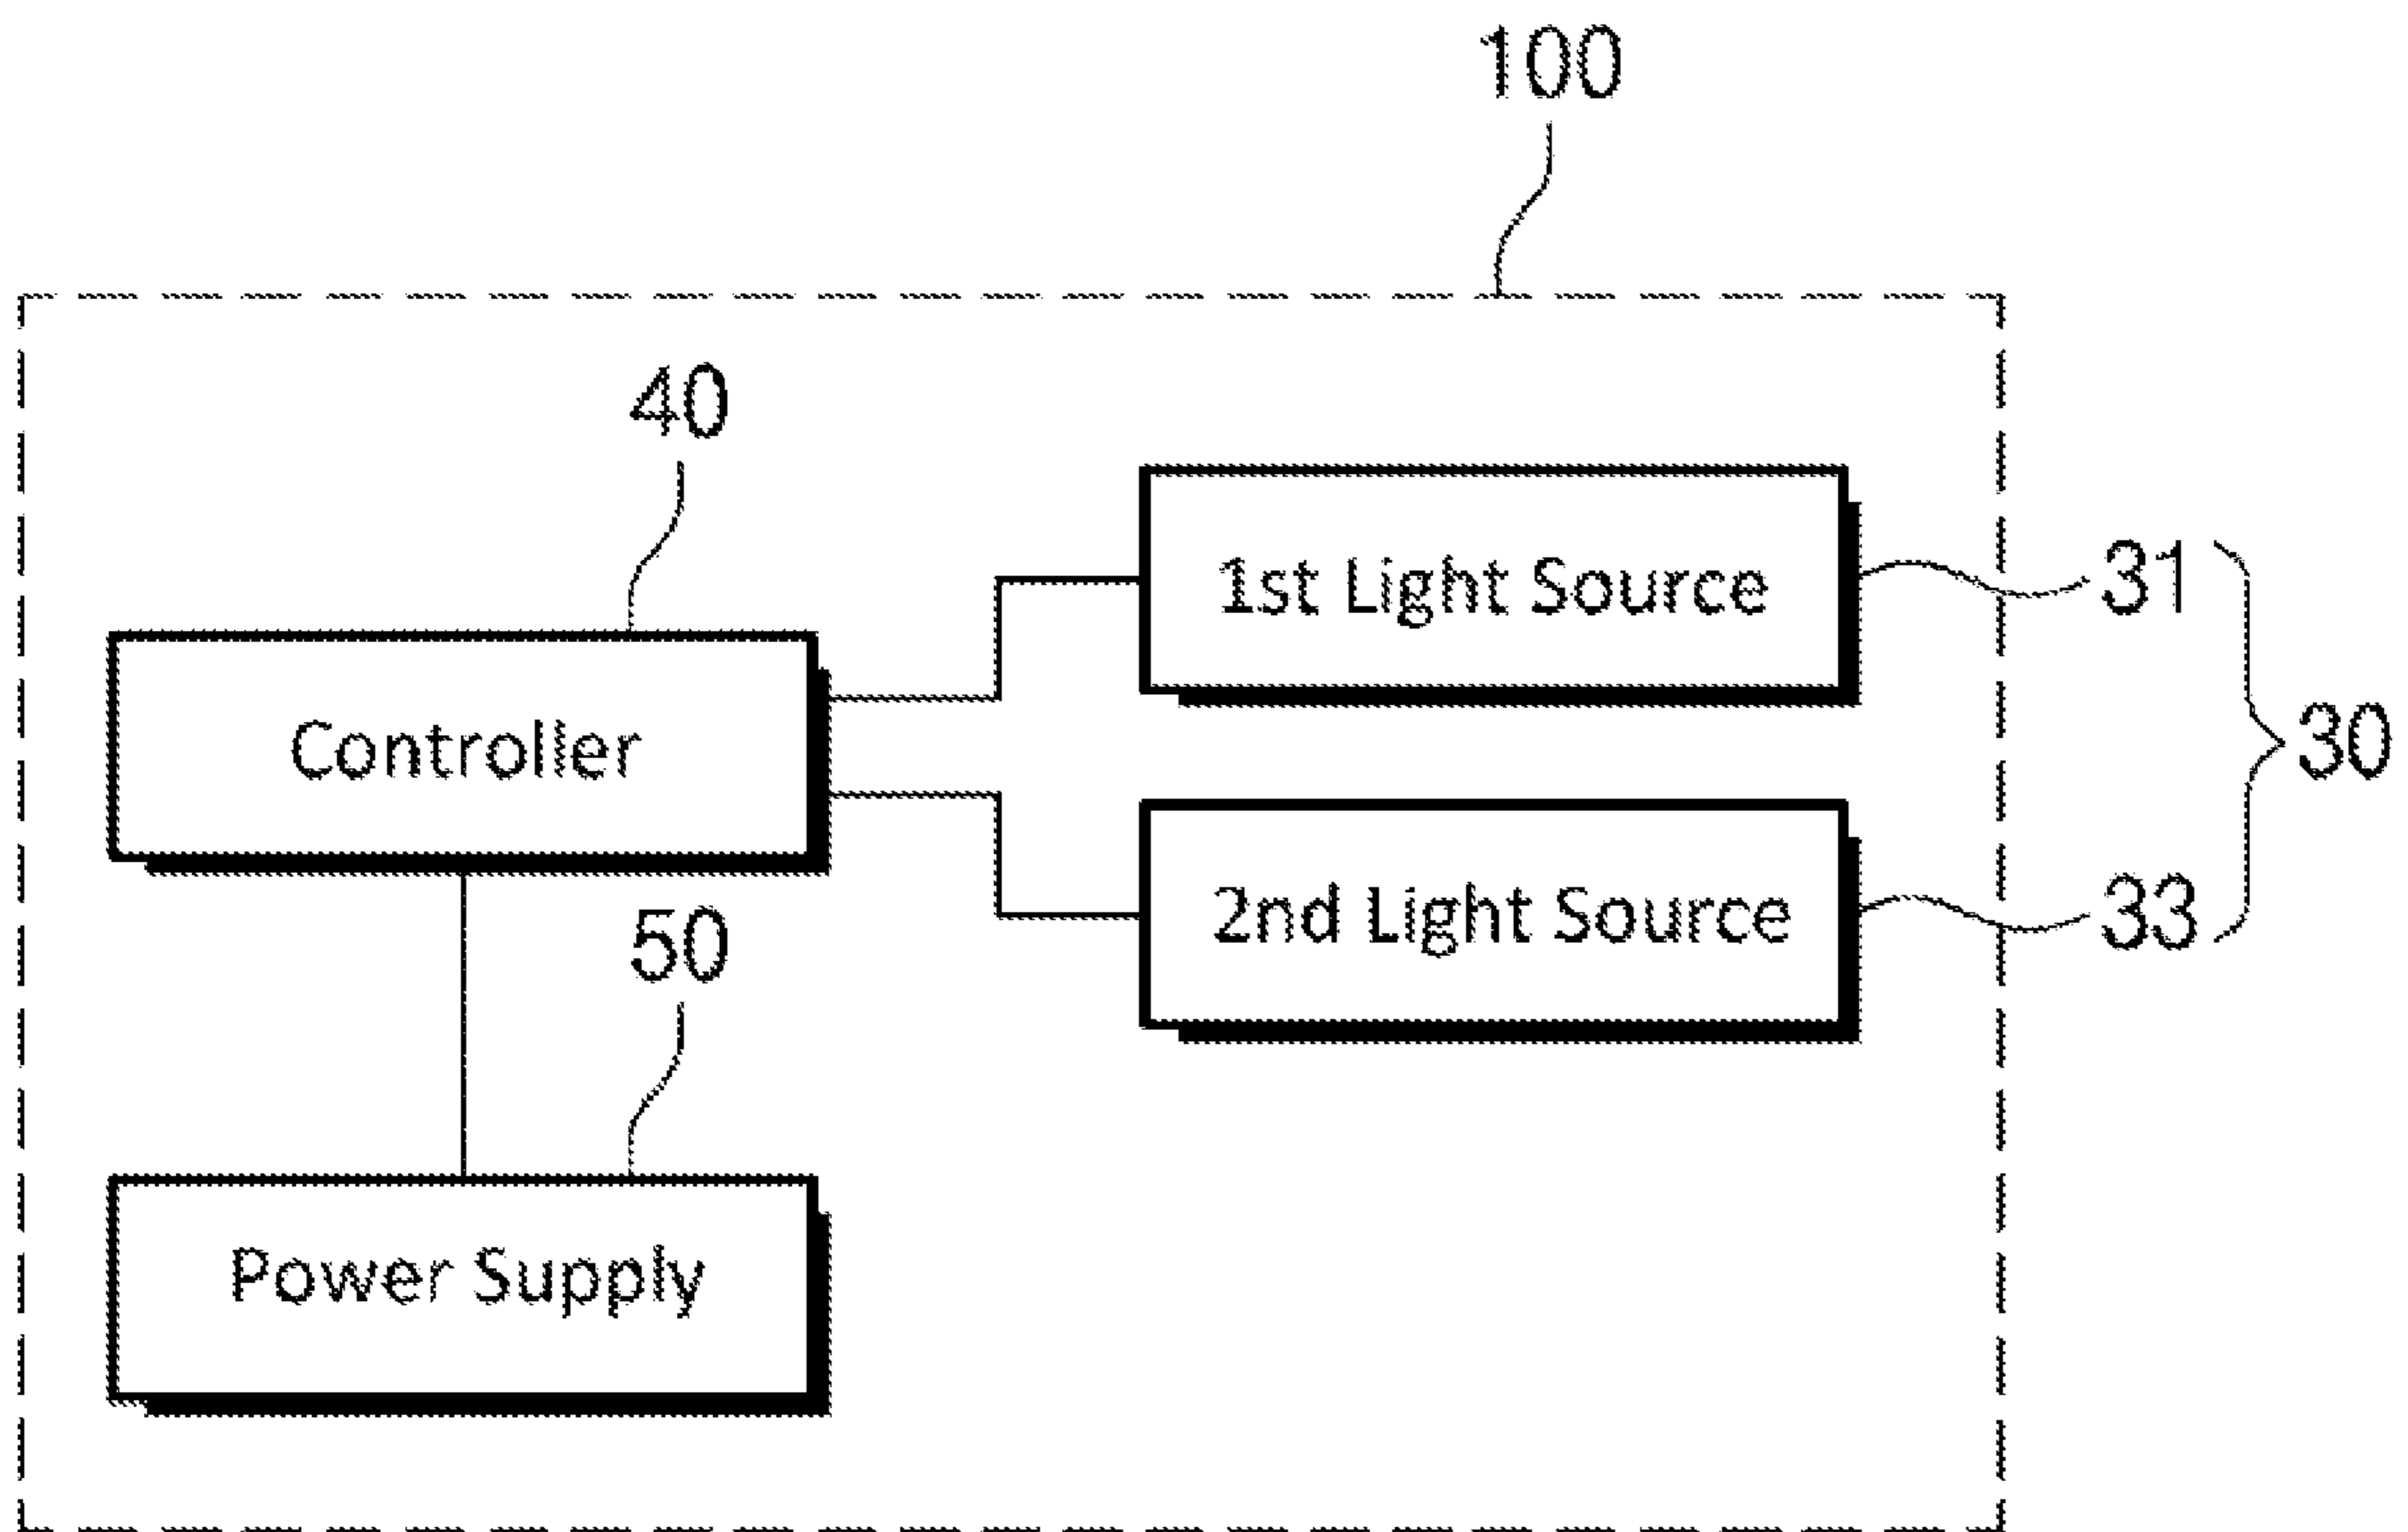 100
40
1st Light Source
31
Controller
30
2nd Light Source
33
50
Power Supply